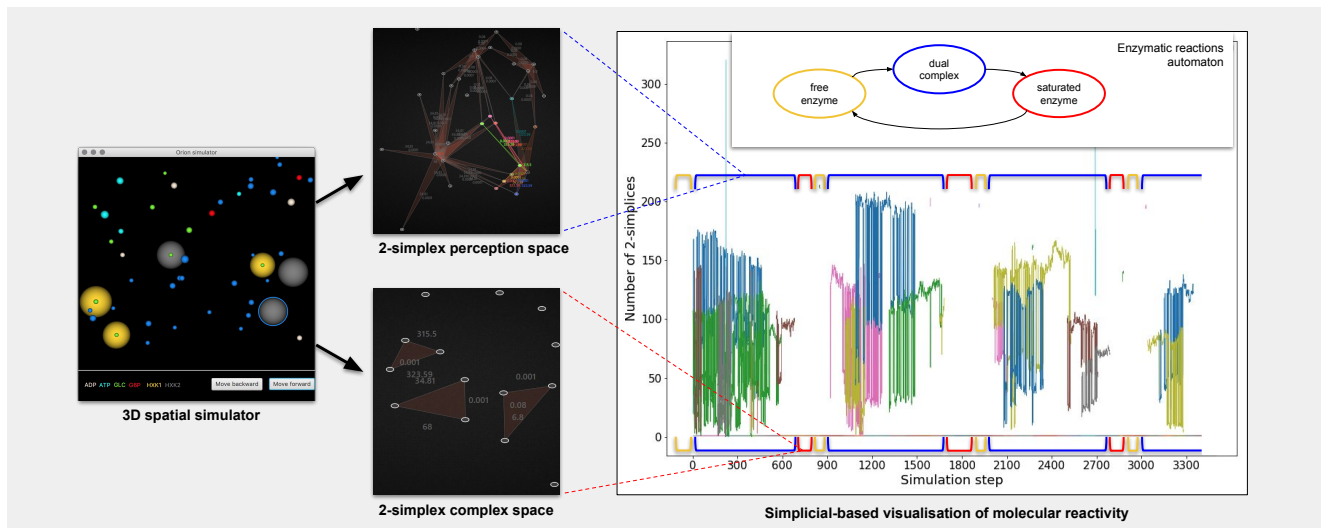 Orion simulator
ADP ATP GLC G6P HXK1 HXK2
Move backward
Move forward
3D spatial simulator
2-simplex perception space
315.5
0.001
323.59
34.81
0.001
68
0.001
0.08
6.8
2-simplex complex space
Enzymatic reactions
automaton
free
enzyme
dual
complex
saturated
enzyme
Number of 2-simplices
300
250
200
150
100
50
0
0 300 600 900 1200 1500 1800 2100 2400 2700 3000 3300
Simulation step
Simplicial-based visualisation of molecular reactivity